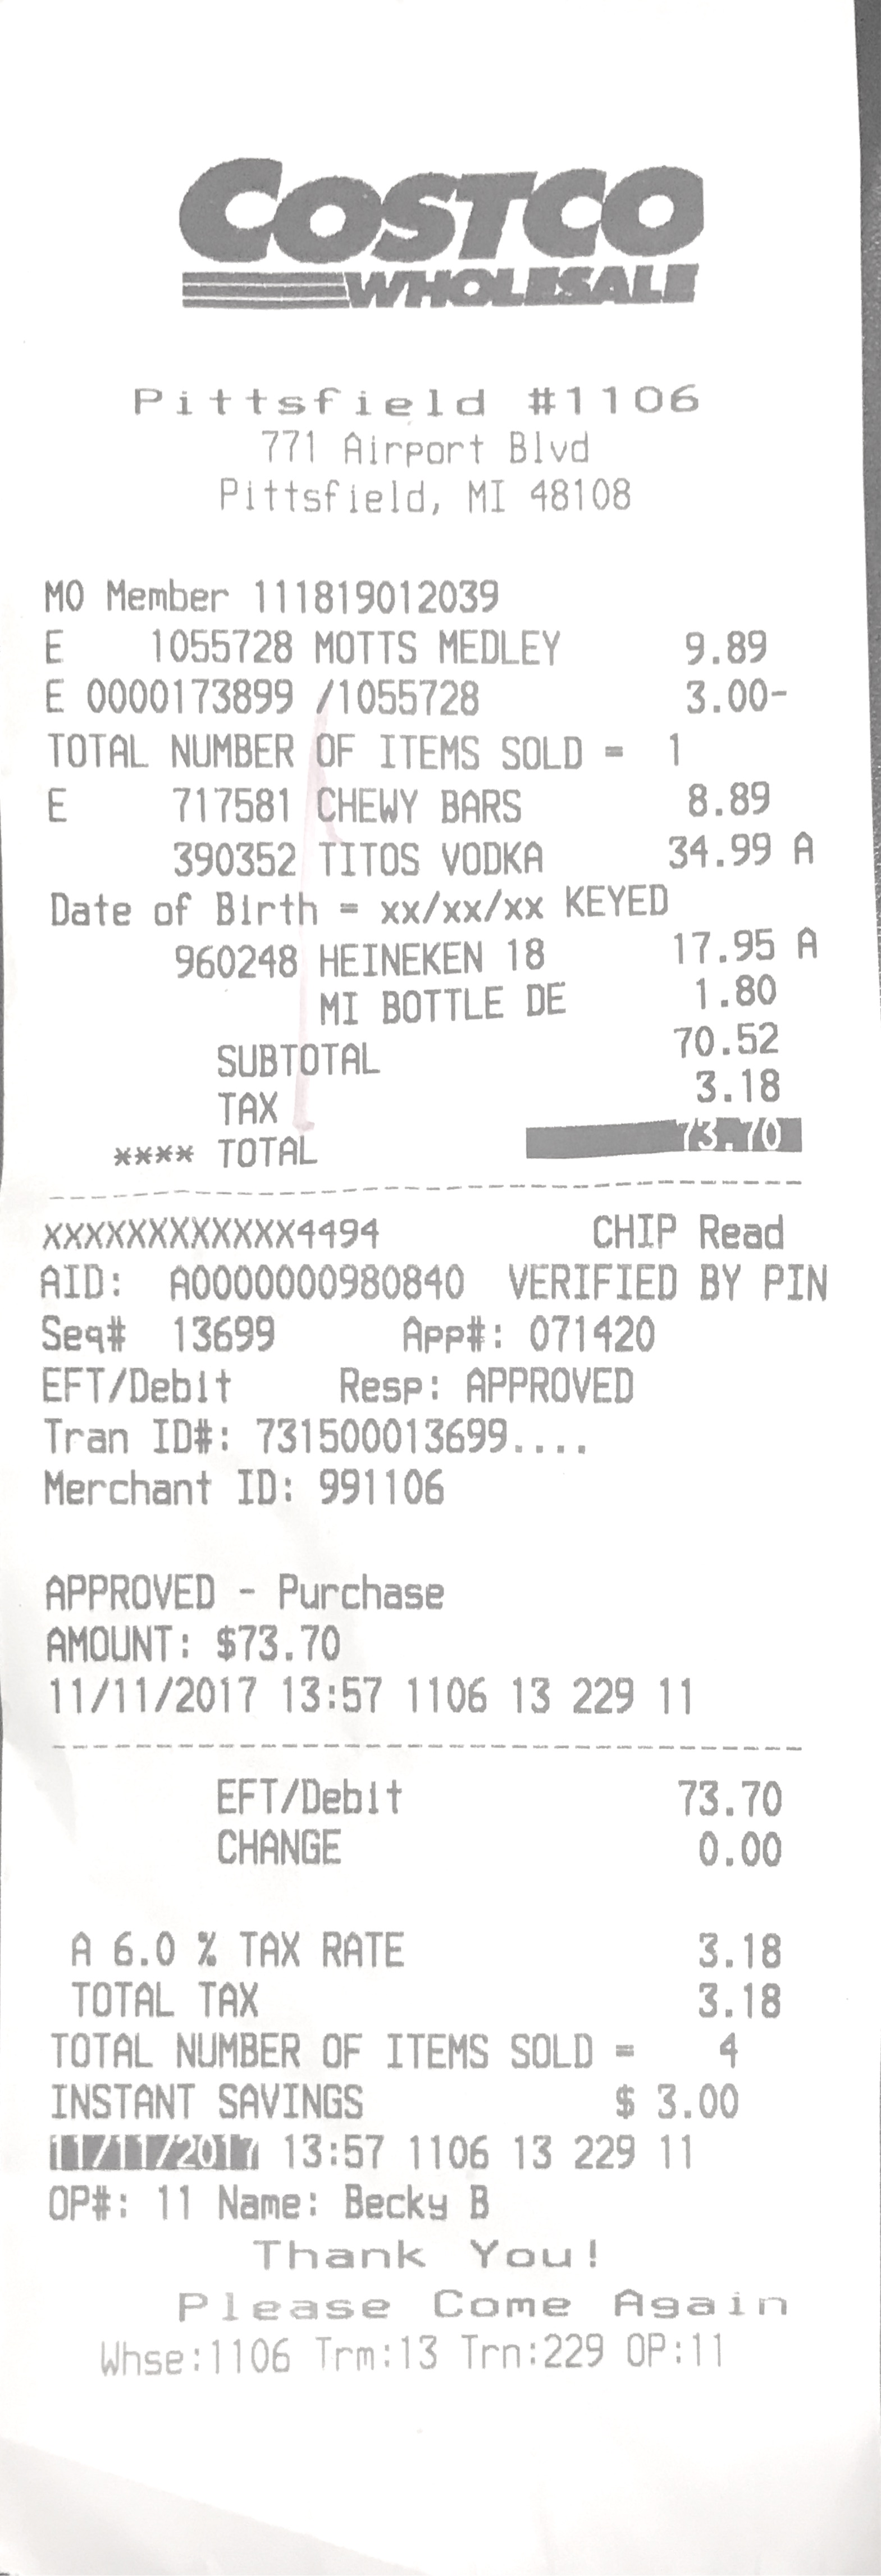 COSTCO
WHOLESALE
Pittsfield #1106
771 Airport Blvd
Pittsfield, MI 48108
MO Member 111819012039
E 1055728 MOTTS MEDLEY 9.89
E 0000173899 /1055728 3.00-
TOTAL NUMBER OF ITEMS SOLD = 1
E 717581 CHEWY BARS 8.89
390352 TITOS VODKA 34.99 A
Date of Birth = xx/xx/xx KEYED
960248 HEINEKEN 18 17.95 A
MI BOTTLE DE 1.80
SUBTOTAL 70.52
TAX 3.18
**** TOTAL 73.70
XXXXXXXXXXXX4494 CHIP Read
AID: A0000000980840 VERIFIED BY PIN
Seq# 13699 App#: 071420
EFT/Debit Resp: APPROVED
Tran ID#: 731500013699....
Merchant ID: 991106
APPROVED - Purchase
AMOUNT: $73.70
11/11/2017 13:57 1106 13 229 11
EFT/Debit 73.70
CHANGE 0.00
A 6.0 % TAX RATE 3.18
TOTAL TAX 3.18
TOTAL NUMBER OF ITEMS SOLD = 4
INSTANT SAVINGS $ 3.00
11/11/2017 13:57 1106 13 229 11
OP#: 11 Name: Becky B
Thank You!
Please Come Again
Whse:1106 Trm:13 Trn:229 OP:11